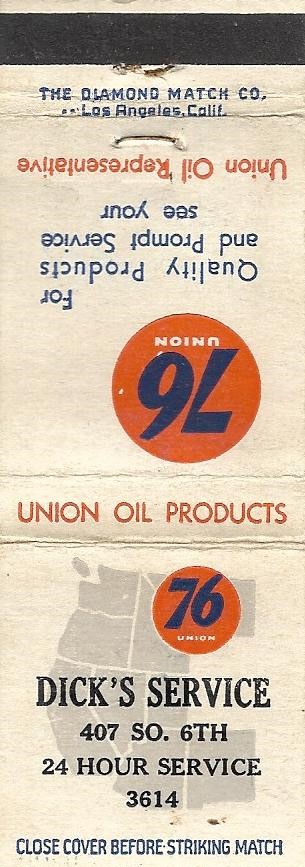 THE DIAMOND MATCH CO.
Los Angeles, Calif.
For
Quality Products
and Prompt Service
see your
Union Oil Representative
UNION
76
UNION OIL PRODUCTS
76
UNION
DICK'S SERVICE
407 SO. 6TH
24 HOUR SERVICE
3614
CLOSE COVER BEFORE STRIKING MATCH